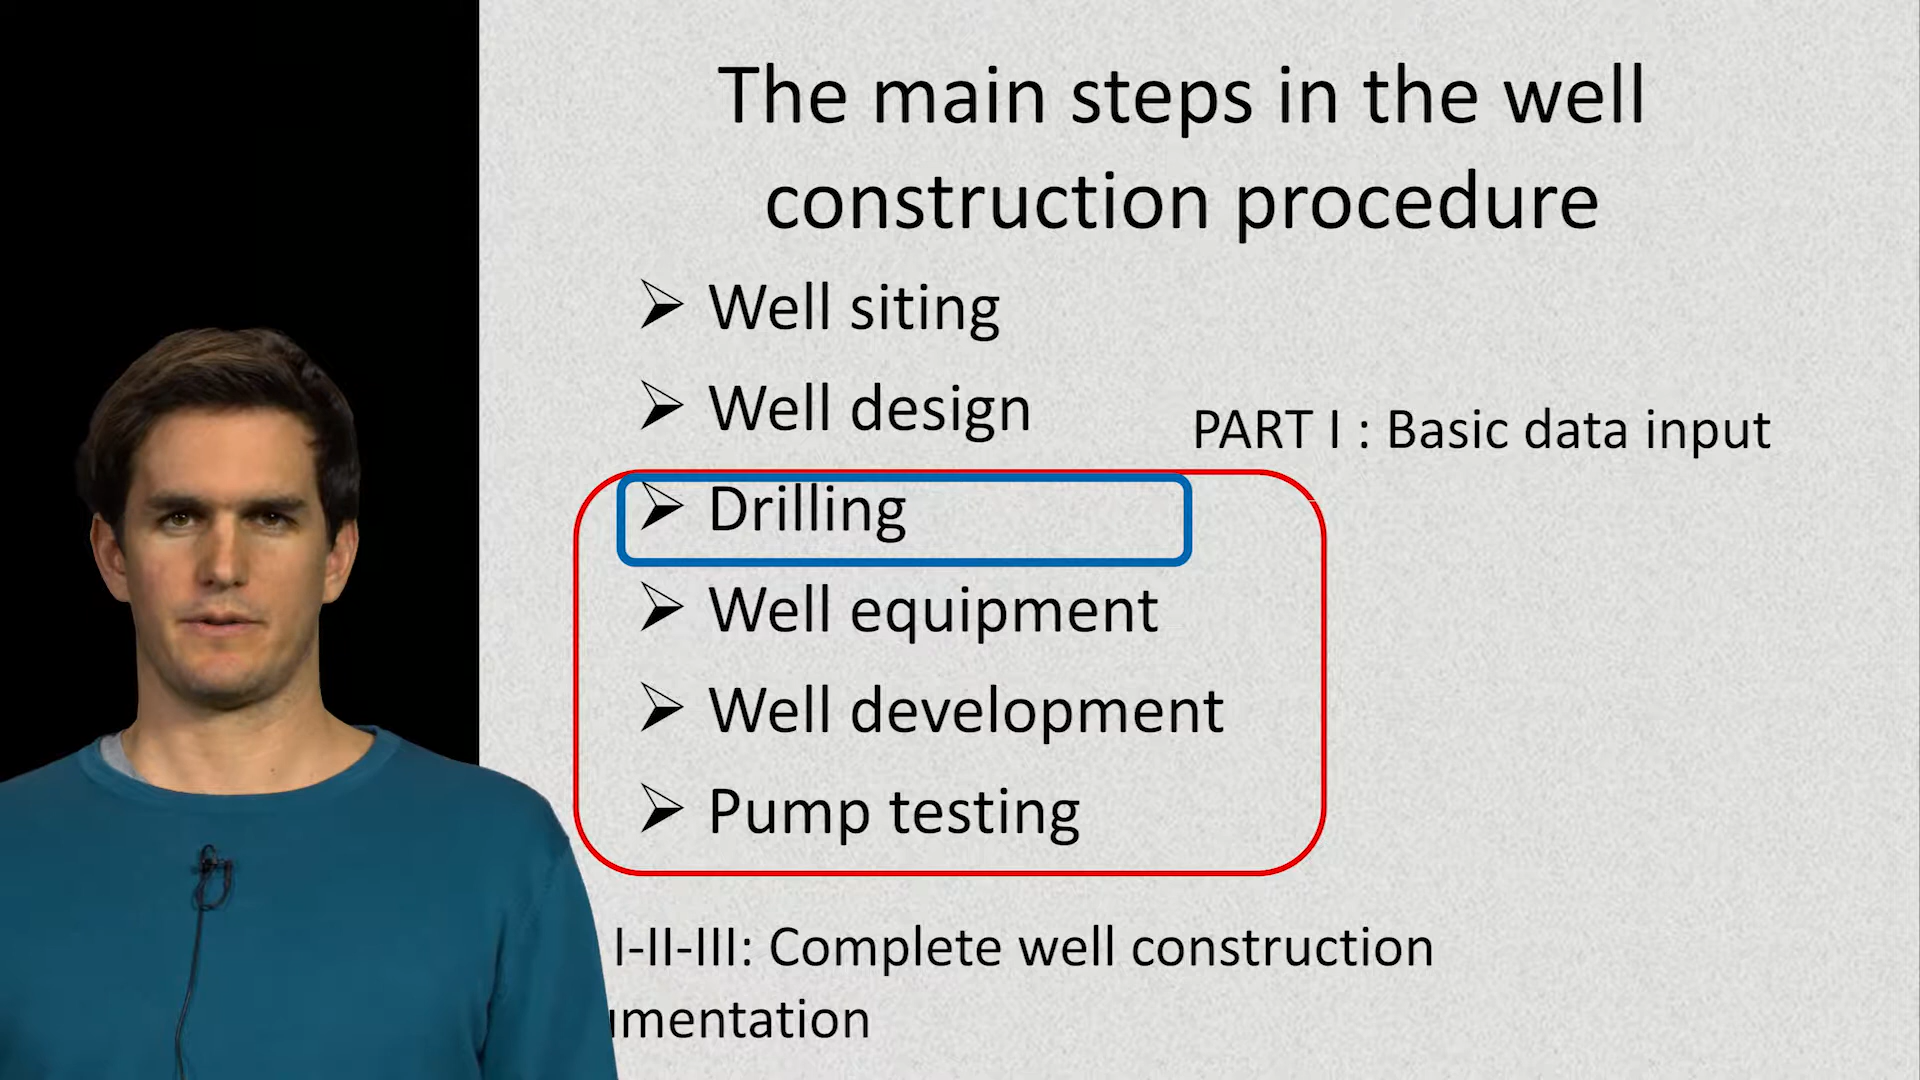 The main steps in the well
construction procedure
Well siting
Well design
PART I : Basic data input
Drilling
Well equipment
Well development
Pump testing
I-II-III: Complete well construction
umentation